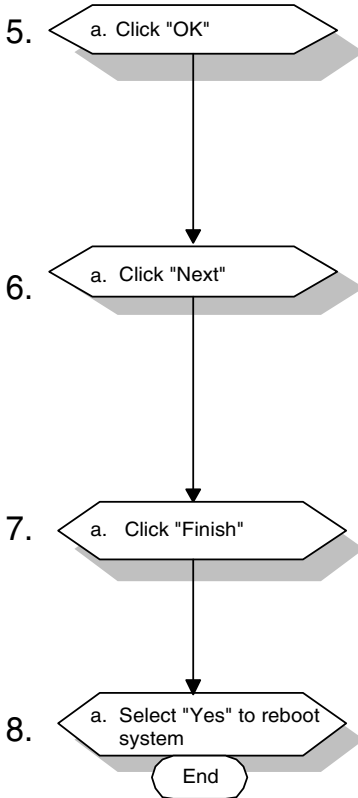 5.
a. Click "OK"
6.
a. Click "Next"
7.
a. Click "Finish"
8.
a. Select "Yes" to reboot
system
End